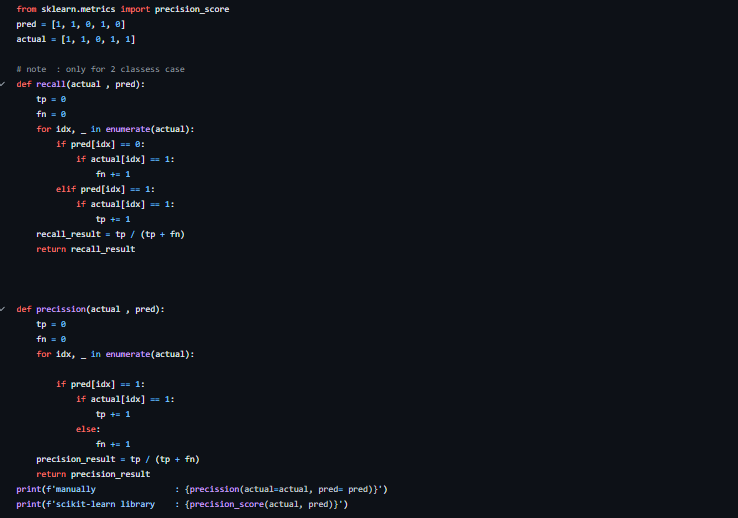 from sklearn.metrics import precision_score
pred = [1, 1, 0, 1, 0]
actual = [1, 1, 0, 1, 1]
# note  : only for 2 classess case
def recall(actual , pred):
    tp = 0
    fn = 0
    for idx, _ in enumerate(actual):
        if pred[idx] == 0:
            if actual[idx] == 1:
                fn += 1
        elif pred[idx] == 1:
            if actual[idx] == 1:
                tp += 1
    recall_result = tp / (tp + fn)
    return recall_result
def precission(actual , pred):
    tp = 0
    fn = 0
    for idx, _ in enumerate(actual):
        if pred[idx] == 1:
            if actual[idx] == 1:
                tp += 1
            else:
                fn += 1
    precision_result = tp / (tp + fn)
    return precision_result
print(f'manually                : {precission(actual=actual, pred= pred)}')
print(f'scikit-learn library    : {precision_score(actual, pred)}')